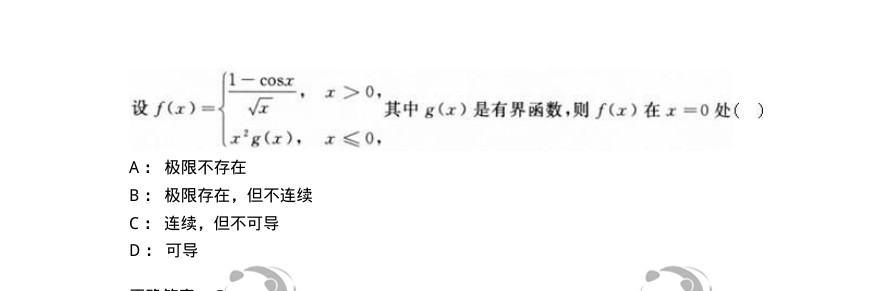 设 f(x) = { (1 − cosx)/√x, x > 0, x²g(x), x ⩽ 0, 其中 g(x) 是有界函数,则 f(x) 在 x = 0 处( )
A： 极限不存在
B： 极限存在，但不连续
C： 连续，但不可导
D： 可导